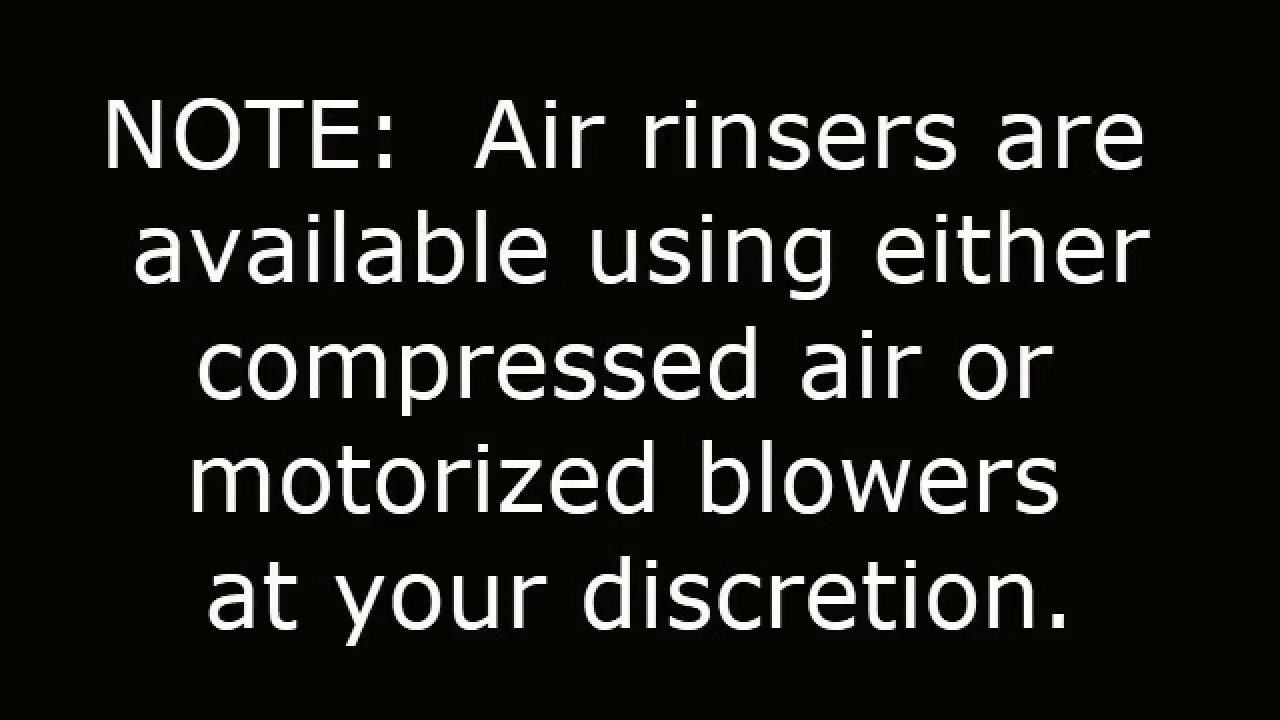 NOTE:  Air rinsers are
available using either
compressed air or
motorized blowers
at your discretion.